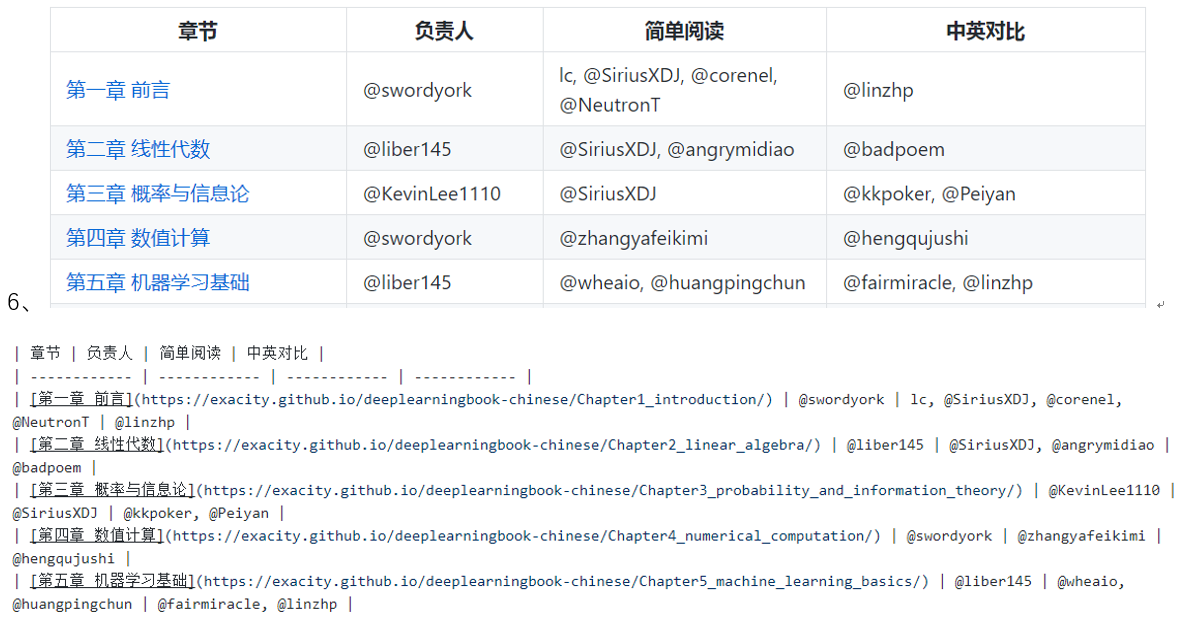 章节 负责人 简单阅读 中英对比
第一章 前言 @swordyork lc, @SiriusXDJ, @corenel, @linzhp
@NeutronT
第二章 线性代数 @liber145 @SiriusXDJ, @angrymidiao @badpoem
第三章 概率与信息论 @KevinLee1110 @SiriusXDJ @kkpoker, @Peiyan
第四章 数值计算 @swordyork @zhangyafeikimi @hengqujushi
第五章 机器学习基础 @liber145 @wheaio, @huangpingchun @fairmiracle, @linzhp
6、
| 章节 | 负责人 | 简单阅读 | 中英对比 |
| ------------ | ------------ | ------------ | ------------ |
| [第一章 前言](https://exacity.github.io/deeplearningbook-chinese/Chapter1_introduction/) | @swordyork | lc, @SiriusXDJ, @corenel,
@NeutronT | @linzhp |
| [第二章 线性代数](https://exacity.github.io/deeplearningbook-chinese/Chapter2_linear_algebra/) | @liber145 | @SiriusXDJ, @angrymidiao |
@badpoem |
| [第三章 概率与信息论](https://exacity.github.io/deeplearningbook-chinese/Chapter3_probability_and_information_theory/) | @KevinLee1110 |
@SiriusXDJ | @kkpoker, @Peiyan |
| [第四章 数值计算](https://exacity.github.io/deeplearningbook-chinese/Chapter4_numerical_computation/) | @swordyork | @zhangyafeikimi |
@hengqujushi |
| [第五章 机器学习基础](https://exacity.github.io/deeplearningbook-chinese/Chapter5_machine_learning_basics/) | @liber145 | @wheaio,
@huangpingchun | @fairmiracle, @linzhp |